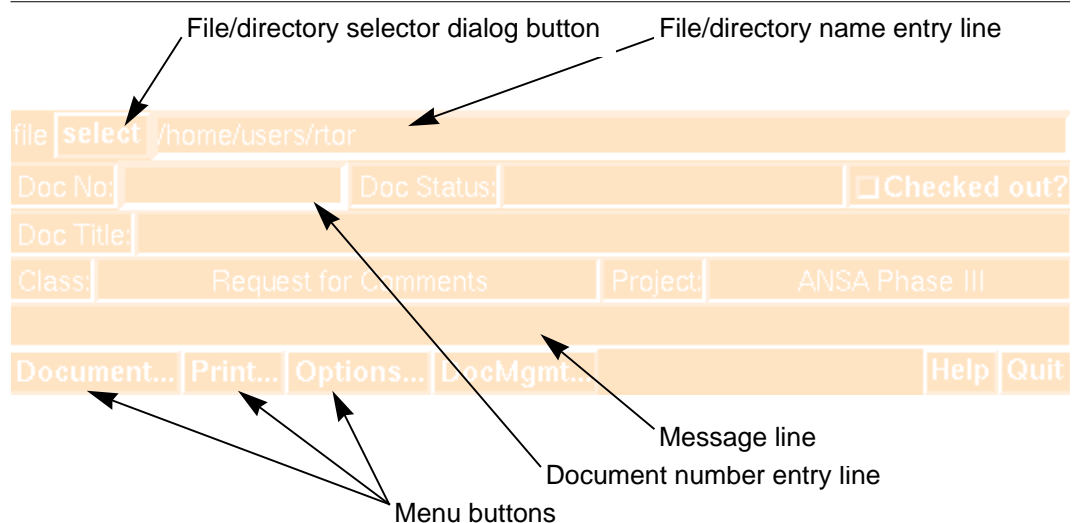 File/directory selector dialog button File/directory name entry line
file select /home/users/rtor
Doc No: Doc Status: Checked out?
Doc Title:
Class: Request for Comments Project: ANSA Phase III
Document... Print... Options... DocMgmt... Help Quit
Message line
Document number entry line
Menu buttons